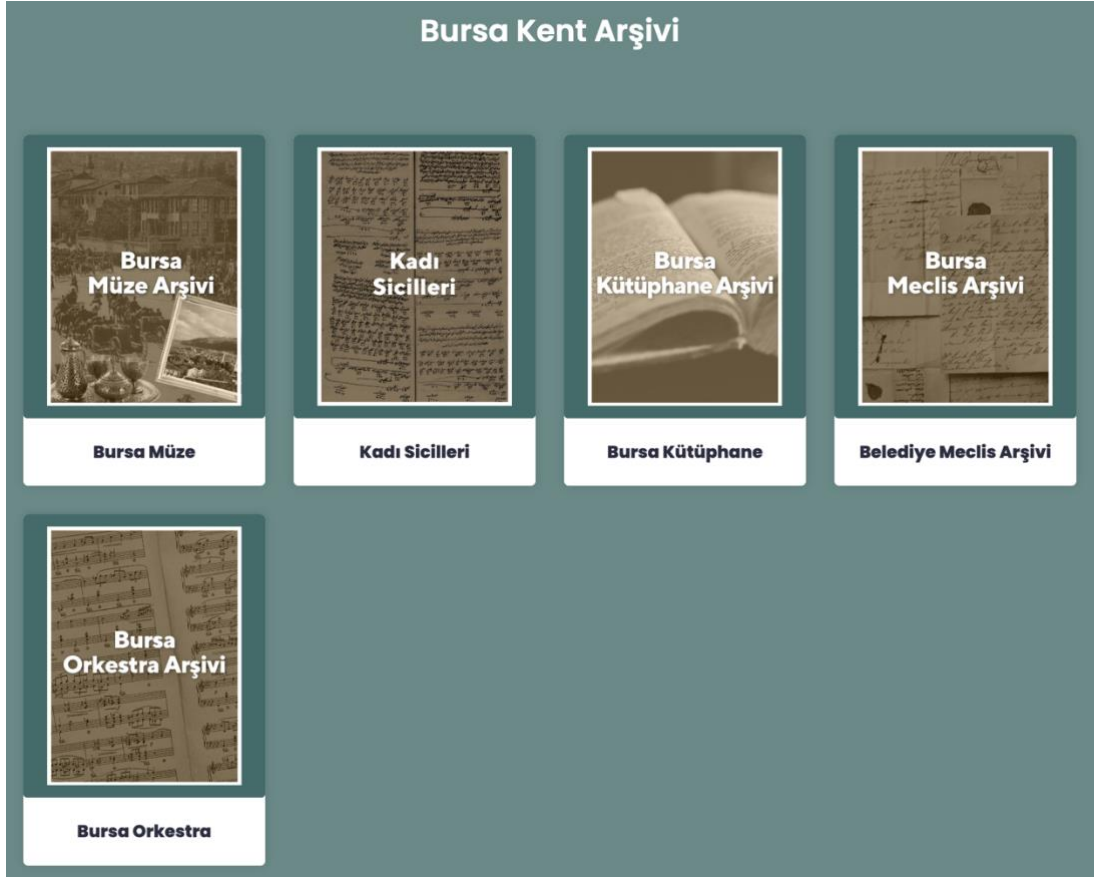 Bursa Kent Arşivi
Bursa
Müze Arşivi
Kadı
Sicilleri
Bursa
Kütüphane Arşivi
Bursa
Meclis Arşivi
Bursa Müze
Kadı Sicilleri
Bursa Kütüphane
Belediye Meclis Arşivi
Bursa
Orkestra Arşivi
Bursa Orkestra